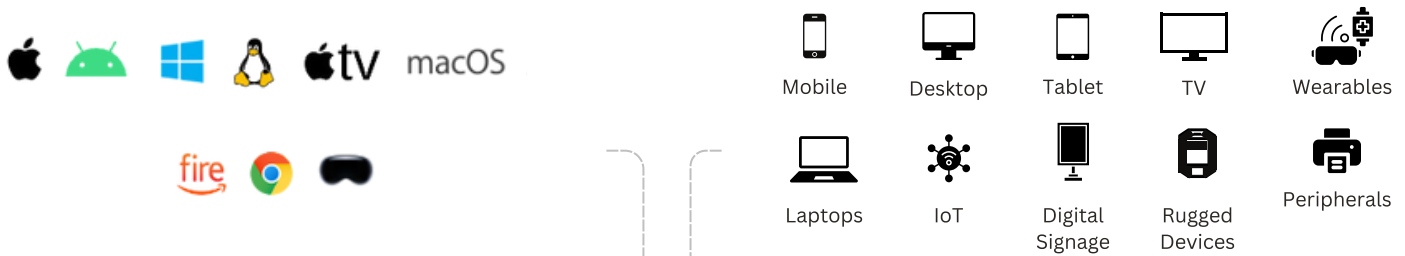 tv macOS
fire
Mobile Desktop Tablet TV Wearables
Laptops IoT Digital Signage Rugged Devices Peripherals